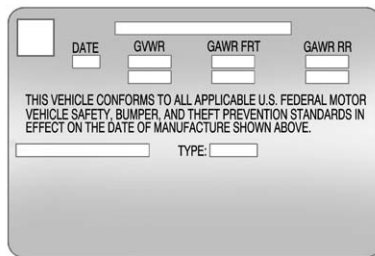 DATE GVWR GAWR FRT GAWR RR
THIS VEHICLE CONFORMS TO ALL APPLICABLE U.S. FEDERAL MOTOR
VEHICLE SAFETY, BUMPER, AND THEFT PREVENTION STANDARDS IN
EFFECT ON THE DATE OF MANUFACTURE SHOWN ABOVE.
TYPE: